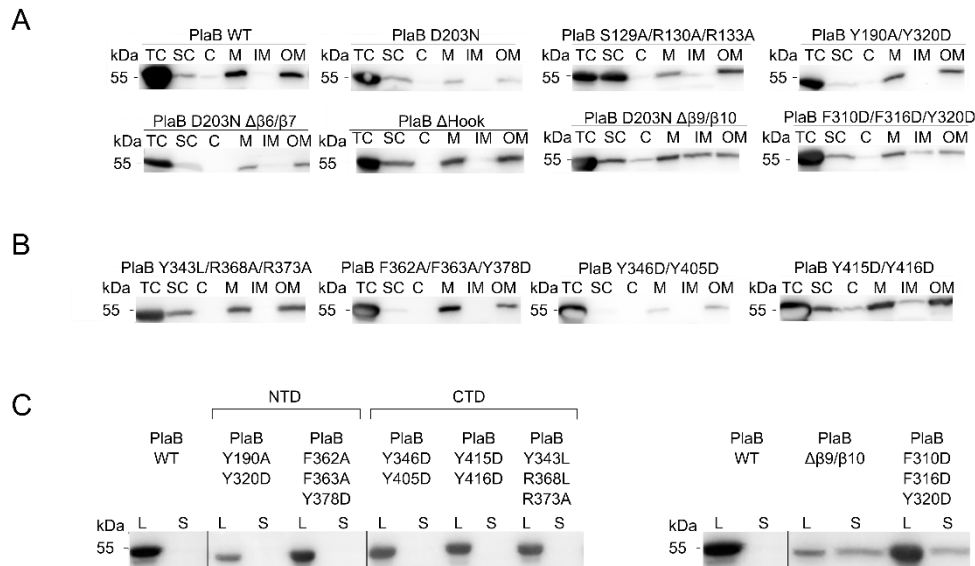 A
PlaB WT
kDa TC SC C M IM OM
55 -
PlaB D203N
kDa TC SC C M IM OM
55 -
PlaB S129A/R130A/R133A
kDa TC SC C M IM OM
55 -
PlaB Y190A/Y320D
kDa TC SC C M IM OM
55 -
PlaB D203N Δβ6/β7
kDa TC SC C M IM OM
55 -
PlaB ΔHook
kDa TC SC C M IM OM
55 -
PlaB D203N Δβ9/β10
kDa TC SC C M IM OM
55 -
PlaB F310D/F316D/Y320D
kDa TC SC C M IM OM
55 -
B
PlaB Y343L/R368A/R373A
kDa TC SC C M IM OM
55 -
PlaB F362A/F363A/Y378D
kDa TC SC C M IM OM
55 -
PlaB Y346D/Y405D
kDa TC SC C M IM OM
55 -
PlaB Y415D/Y416D
kDa TC SC C M IM OM
55 -
C
NTD
CTD
PlaB
WT
PlaB
Y190A
Y320D
PlaB
F362A
F363A
Y378D
PlaB
Y346D
Y405D
PlaB
Y415D
Y416D
PlaB
Y343L
R368L
R373A
kDa L S L S L S L S L S L S
55 -
PlaB
WT
PlaB
Δβ9/β10
PlaB
F310D
F316D
Y320D
kDa L S L S L S
55 -